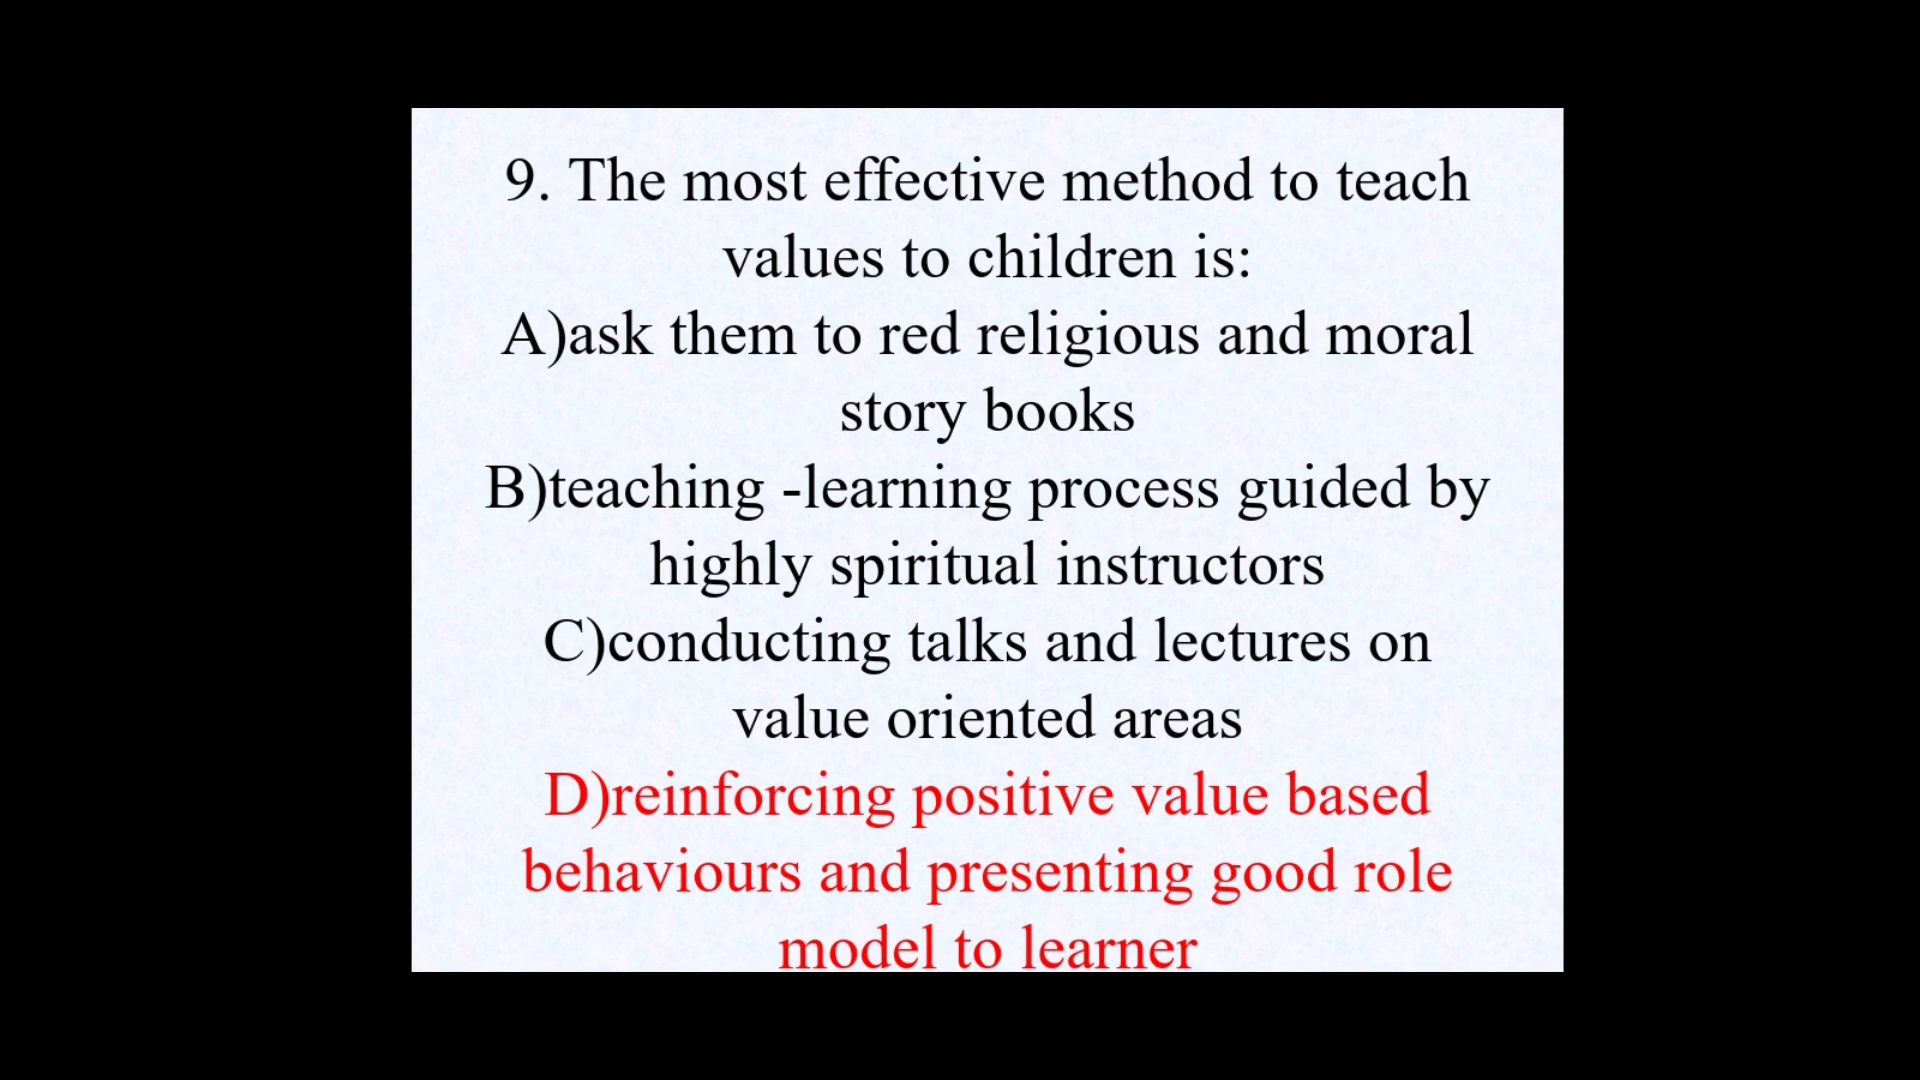 9. The most effective method to teach
values to children is:
A)ask them to red religious and moral
story books
B)teaching -learning process guided by
highly spiritual instructors
C)conducting talks and lectures on
value oriented areas
D)reinforcing positive value based
behaviours and presenting good role
model to learner